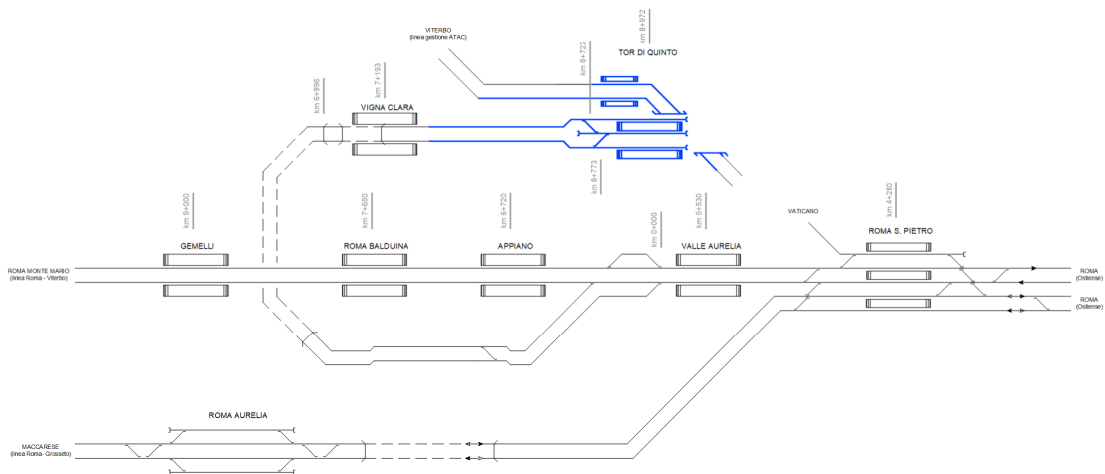 km 8+972
VITERBO
(linea gestione ATAC)
TOR DI QUINTO
km 8+723
km 6+996
km 7+193
VIGNA CLARA
km 8+773
km 9+000
km 7+650
km 6+720
km 0+000
km 5+530
km 4+280
VATICANO
ROMA S. PIETRO
GEMELLI
ROMA BALDUINA
APPIANO
VALLE AURELIA
ROMA MONTE MARIO
(linea Roma - Viterbo)
ROMA
(Ostiense)
ROMA
(Ostiense)
ROMA AURELIA
MACCARESE
(linea Roma- Grosseto)